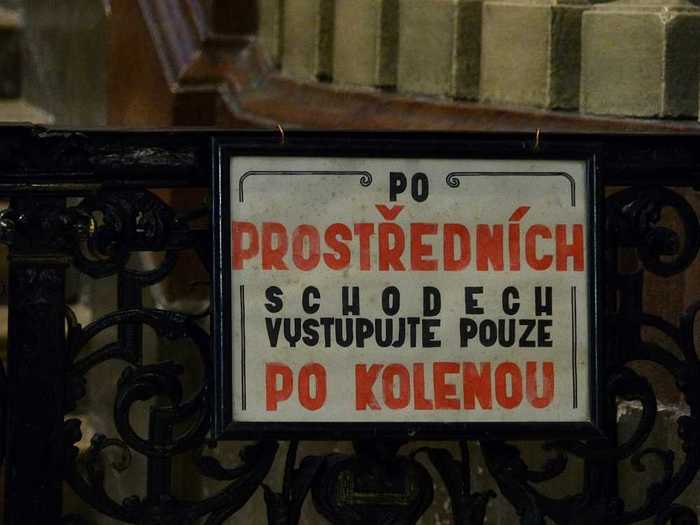 PO
PROSTŘEDNÍCH
SCHODECH
VYSTUPUJTE POUZE
PO KOLENOU